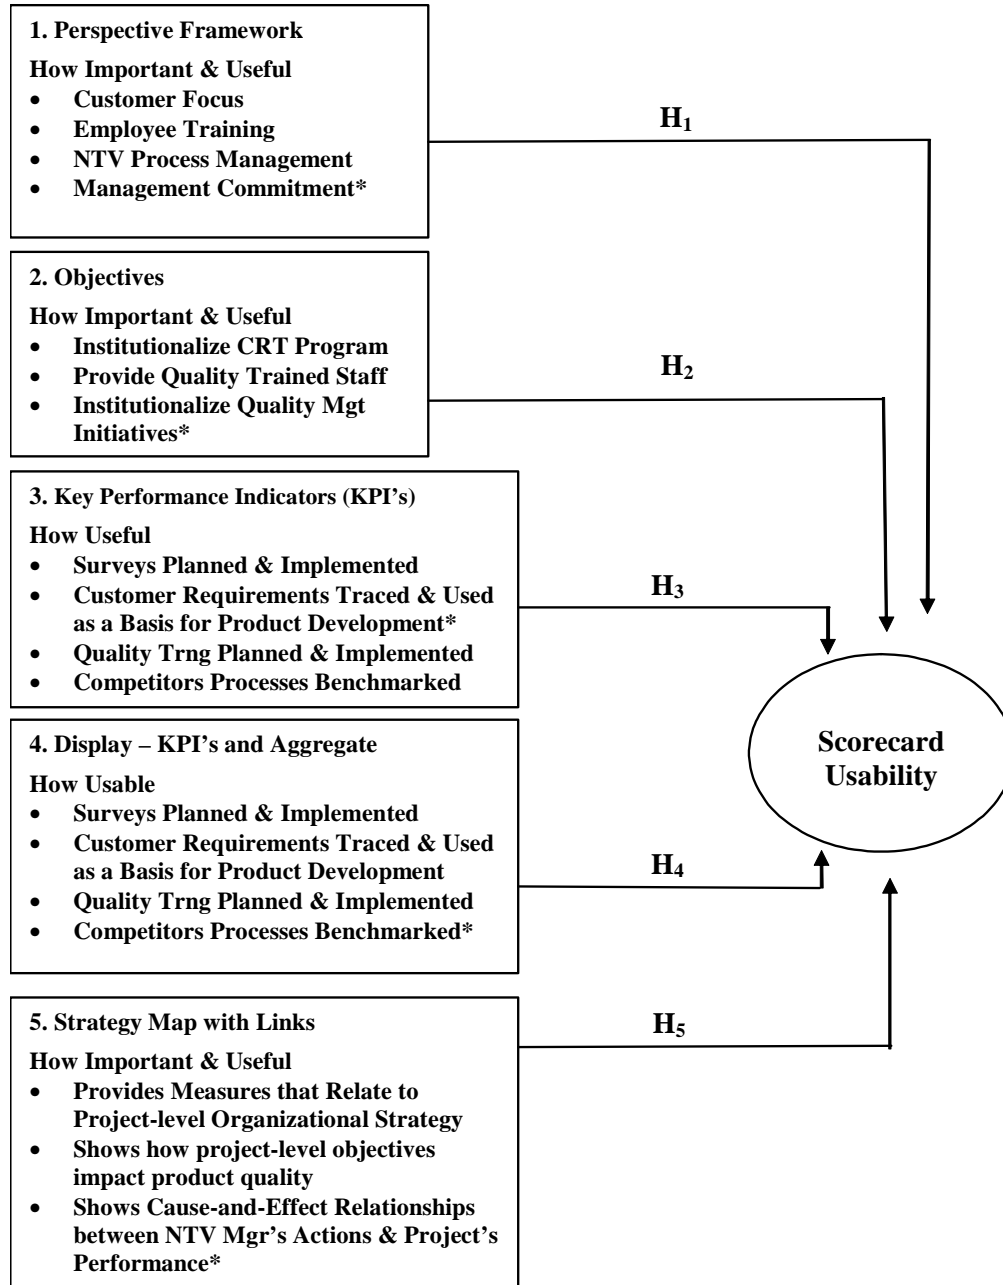 1. Perspective Framework
How Important & Useful
• Customer Focus
• Employee Training
• NTV Process Management
• Management Commitment*
H₁
2. Objectives
How Important & Useful
• Institutionalize CRT Program
• Provide Quality Trained Staff
• Institutionalize Quality Mgt
Initiatives*
H₂
3. Key Performance Indicators (KPI's)
How Useful
• Surveys Planned & Implemented
• Customer Requirements Traced & Used
as a Basis for Product Development*
• Quality Trng Planned & Implemented
• Competitors Processes Benchmarked
H₃
4. Display – KPI's and Aggregate
How Usable
• Surveys Planned & Implemented
• Customer Requirements Traced & Used
as a Basis for Product Development
• Quality Trng Planned & Implemented
• Competitors Processes Benchmarked*
H₄
Scorecard
Usability
5. Strategy Map with Links
How Important & Useful
• Provides Measures that Relate to
Project-level Organizational Strategy
• Shows how project-level objectives
impact product quality
• Shows Cause-and-Effect Relationships
between NTV Mgr's Actions & Project's
Performance*
H₅